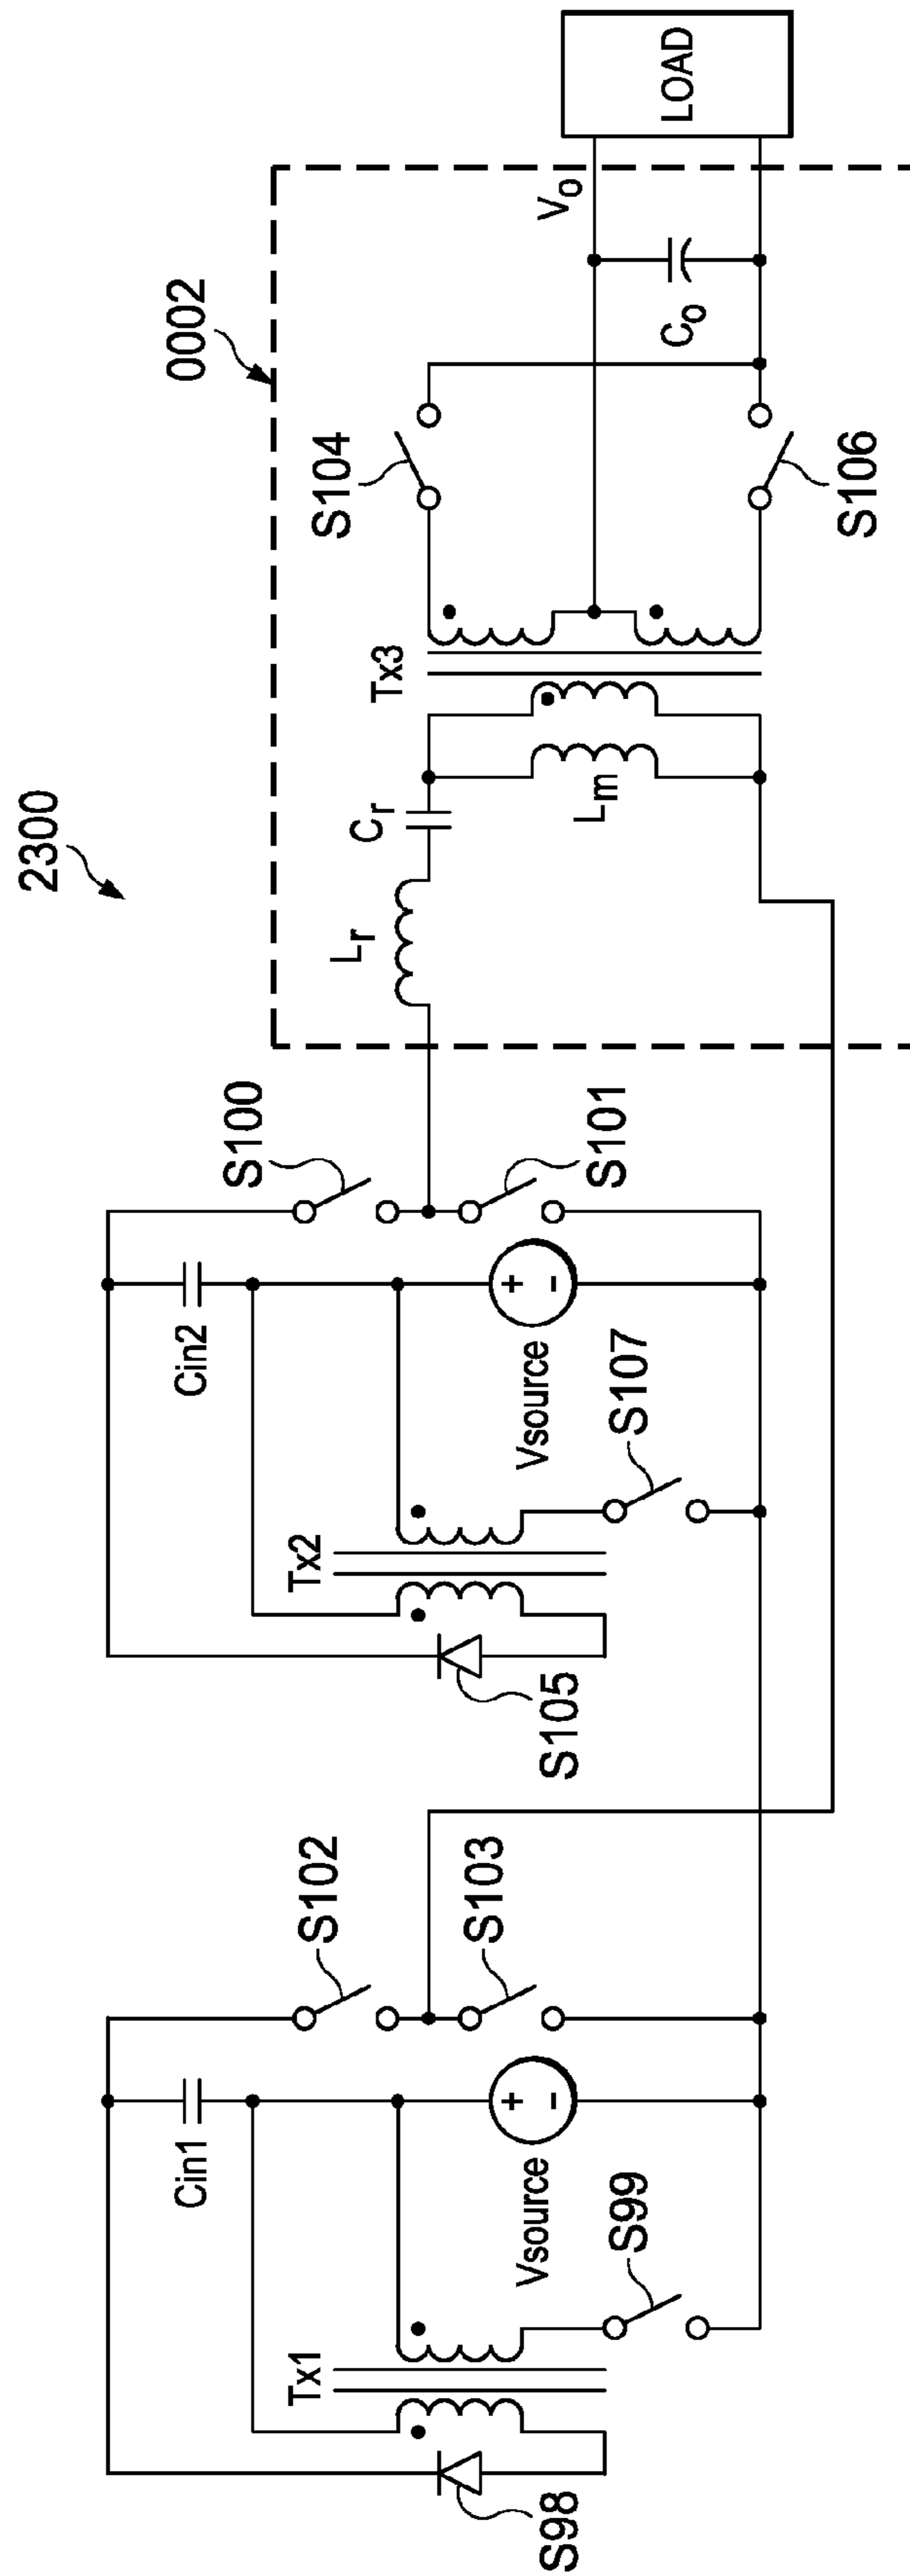 2300
0002
LOAD
Vo
Co
S104
S106
Tx3
Cr
Lm
Lr
S100
S101
Cin2
+
-
Vsource
S107
Tx2
S105
S102
S103
Cin1
+
-
Vsource
S99
Tx1
S98